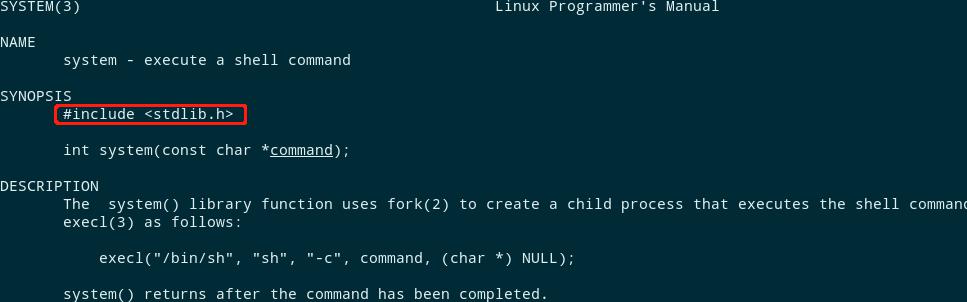 SYSTEM(3) Linux Programmer's Manual
NAME
system - execute a shell command
SYNOPSIS
#include <stdlib.h>
int system(const char *command);
DESCRIPTION
The system() library function uses fork(2) to create a child process that executes the shell command
execl(3) as follows:
execl("/bin/sh", "sh", "-c", command, (char *) NULL);
system() returns after the command has been completed.